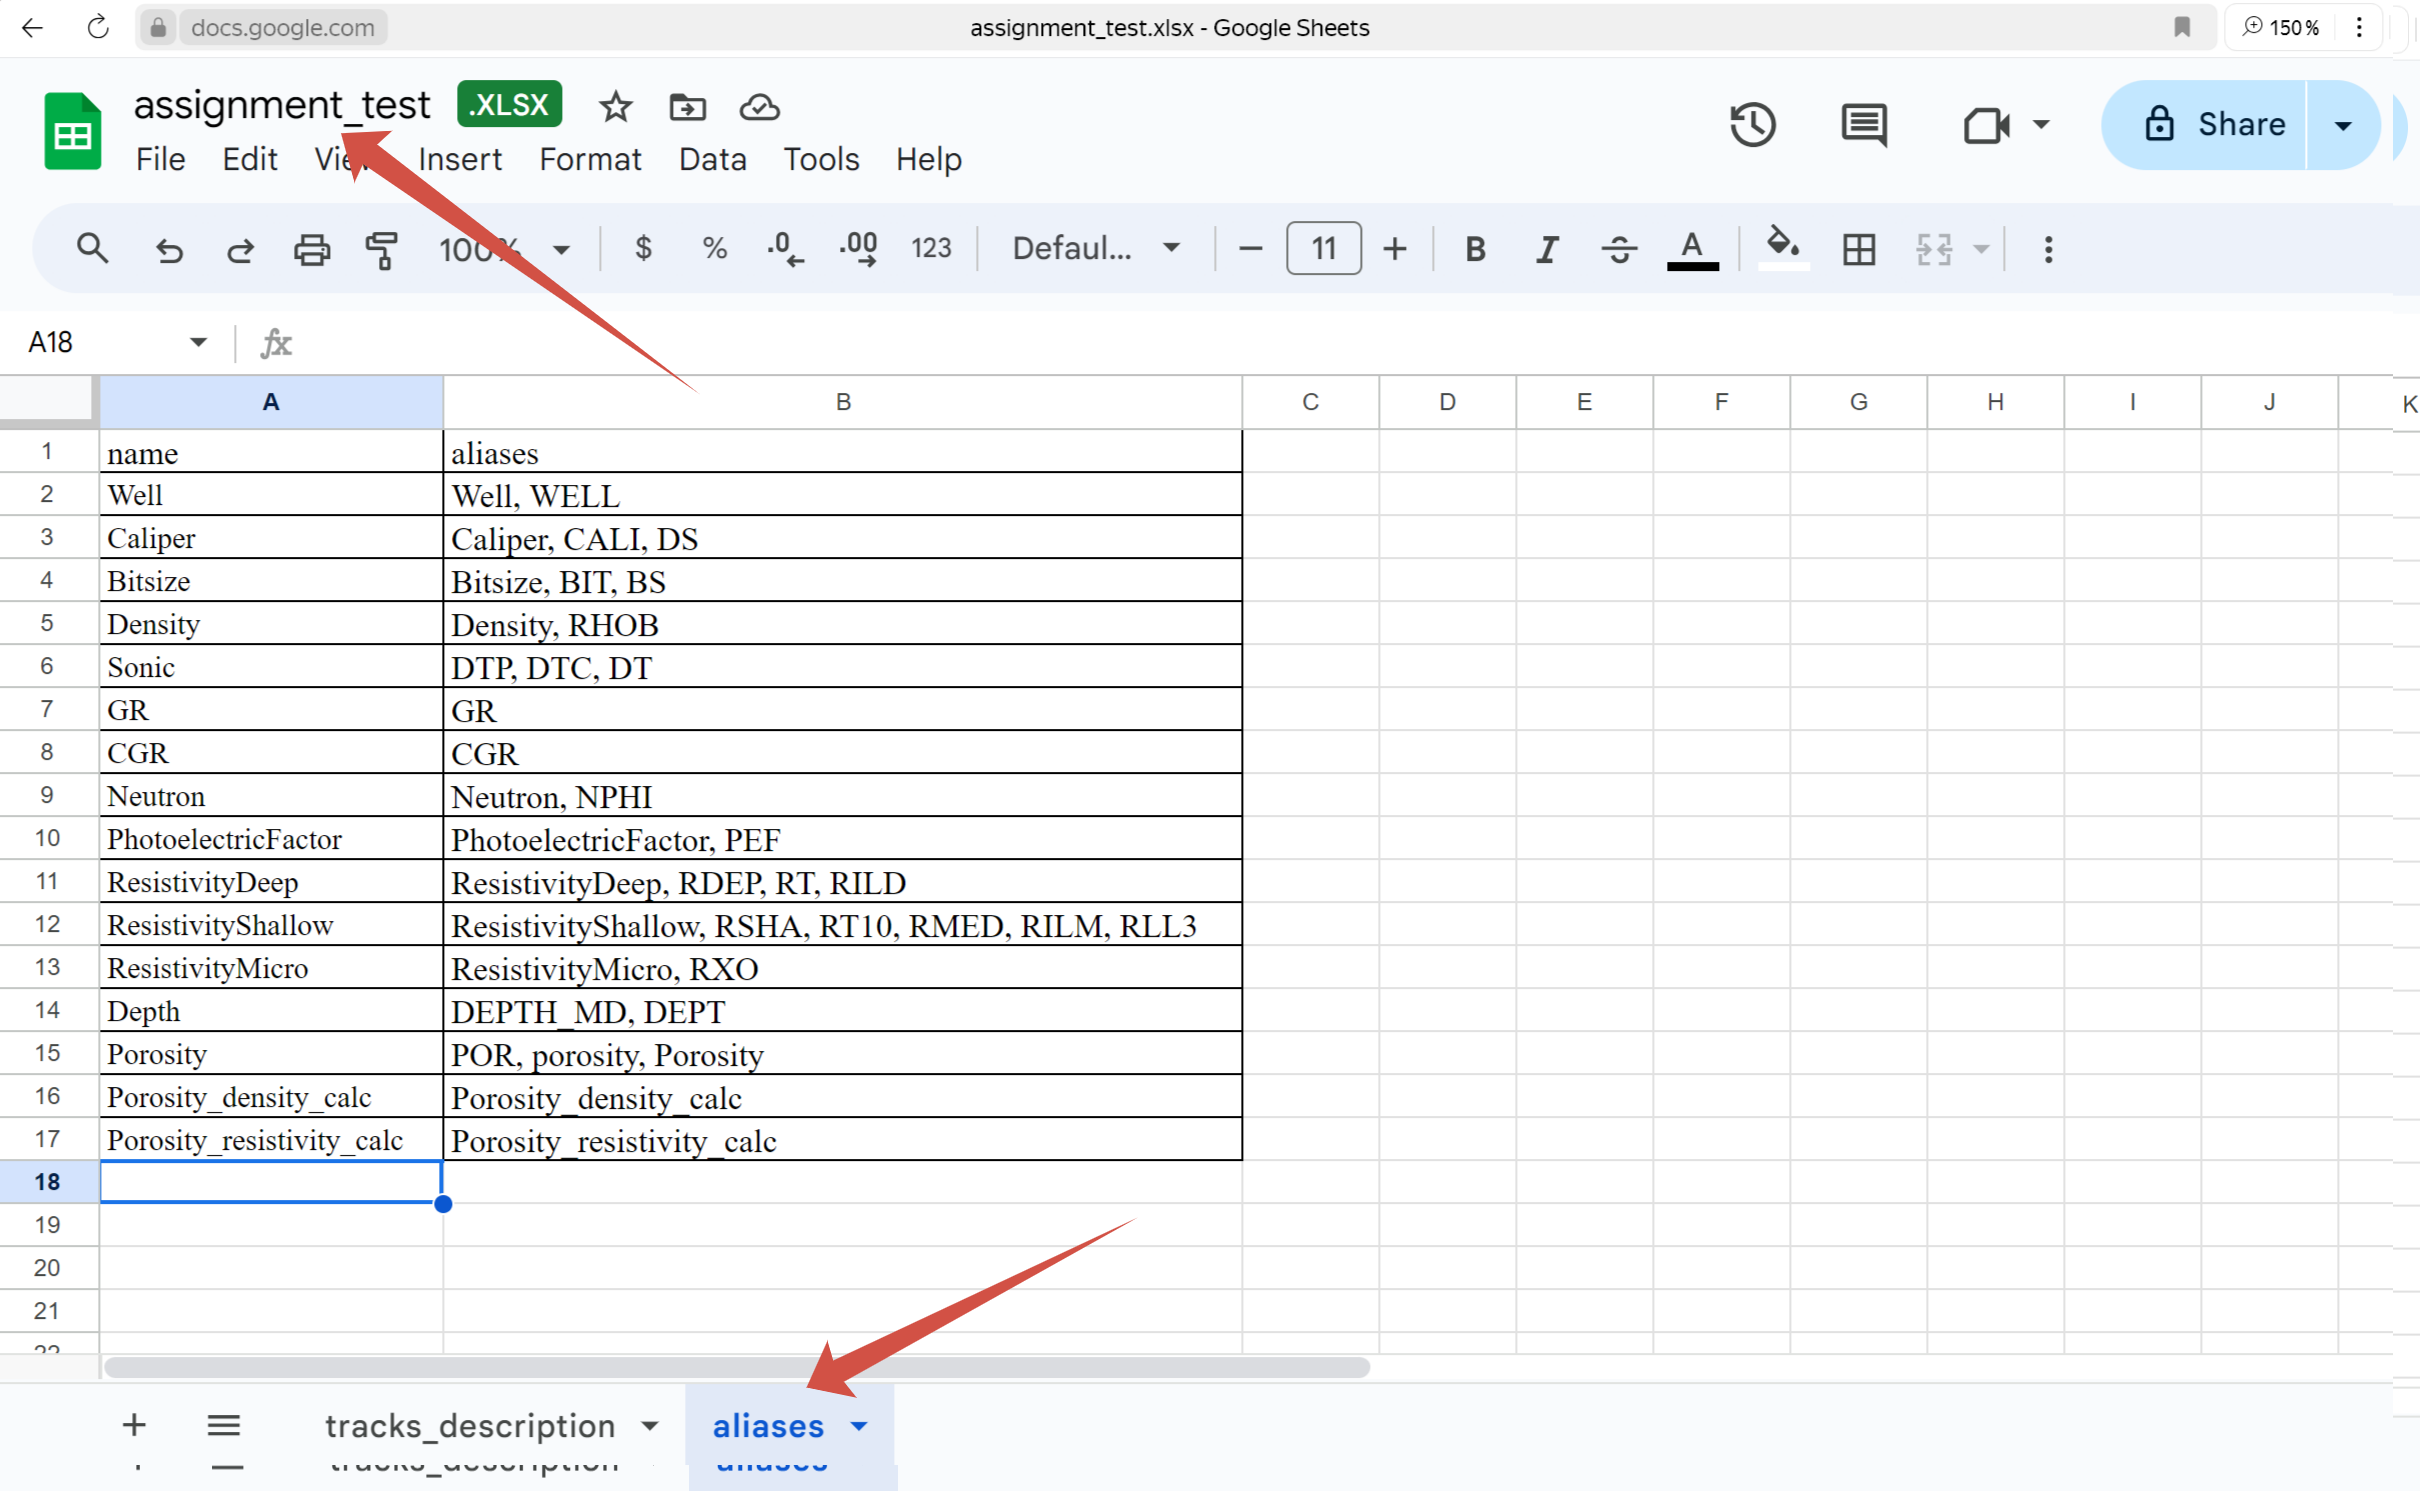 docs.google.com
assignment_test.xlsx - Google Sheets
150 %
assignment_test .XLSX
File Edit Insert Format Data Tools Help
Share
100% $ % .0 .00 123 Defaul... 11 B I A
A18 fx
A B C D E F G H I J K
1 name aliases
2 Well Well, WELL
3 Caliper Caliper, CALI, DS
4 Bitsize Bitsize, BIT, BS
5 Density Density, RHOB
6 Sonic DTP, DTC, DT
7 GR GR
8 CGR CGR
9 Neutron Neutron, NPHI
10 PhotoelectricFactor PhotoelectricFactor, PEF
11 ResistivityDeep ResistivityDeep, RDEP, RT, RILD
12 ResistivityShallow ResistivityShallow, RSHA, RT10, RMED, RILM, RLL3
13 ResistivityMicro ResistivityMicro, RXO
14 Depth DEPTH_MD, DEPT
15 Porosity POR, porosity, Porosity
16 Porosity_density_calc Porosity_density_calc
17 Porosity_resistivity_calc Porosity_resistivity_calc
18
19
20
21
22
tracks_description aliases
tracks_description aliases